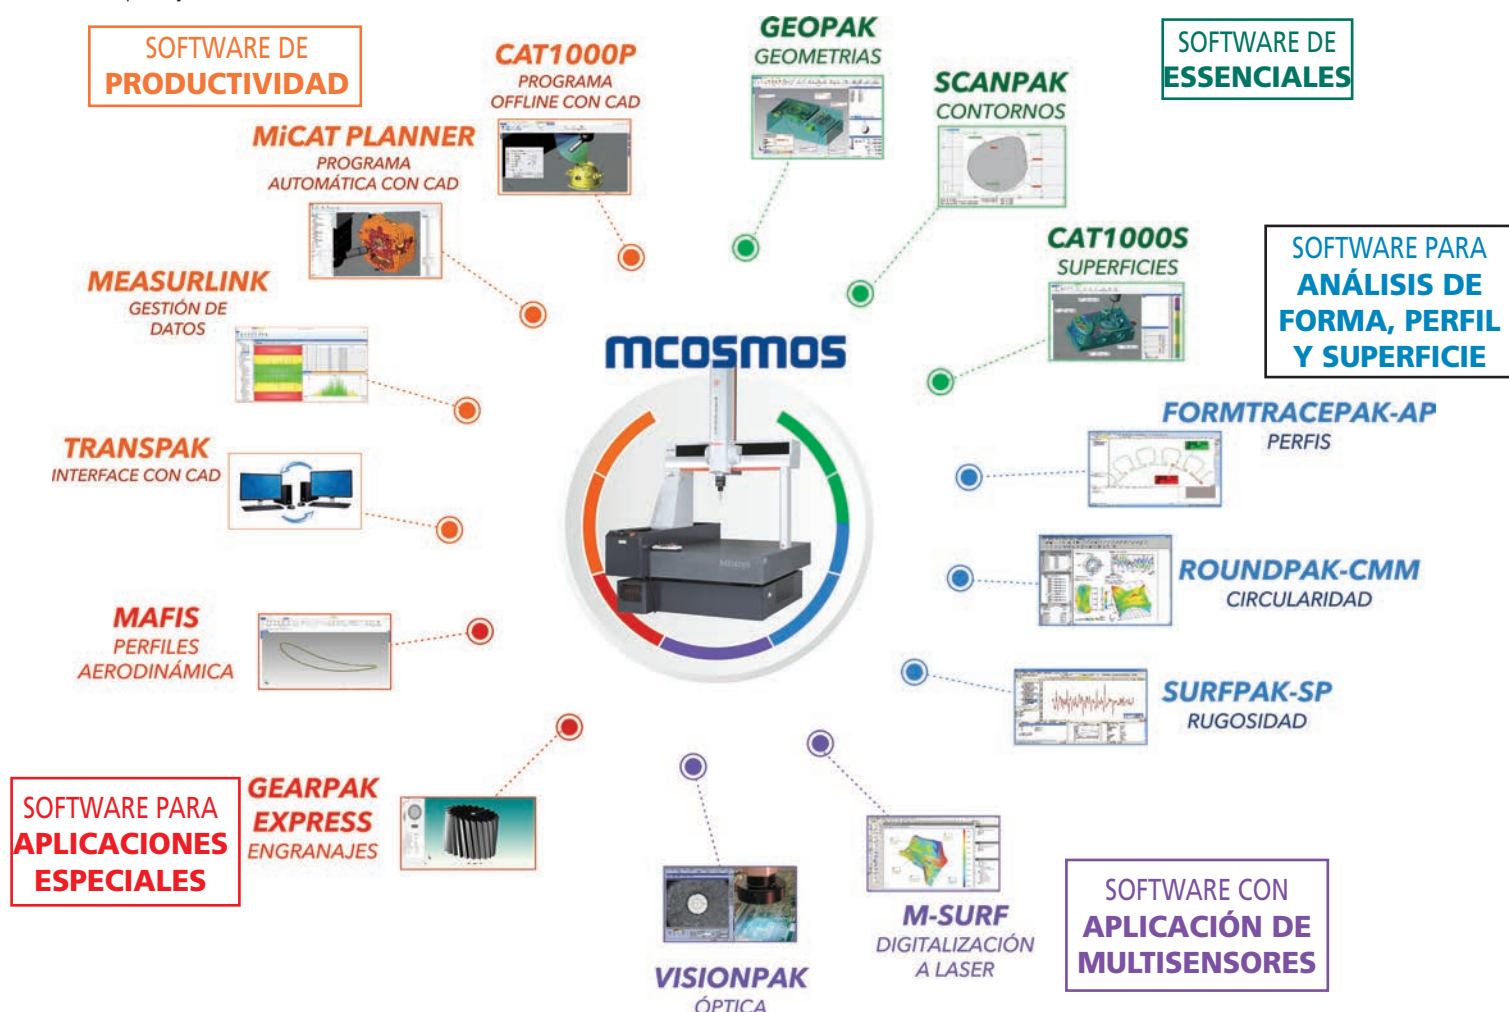 SOFTWARE DE
PRODUCTIVIDAD
CAT1000P
PROGRAMA
OFFLINE CON CAD
GEOPAK
GEOMETRIAS
SCANPAK
CONTORNOS
SOFTWARE DE
ESSENCIALES
MiCAT PLANNER
PROGRAMA
AUTOMÁTICA CON CAD
CAT1000S
SUPERFICIES
SOFTWARE PARA
ANÁLISIS DE
FORMA, PERFIL
Y SUPERFICIE
MEASURLINK
GESTIÓN DE
DATOS
mcosmos
FORMTRACEPAK-AP
PERFIS
TRANSPAK
INTERFACE CON CAD
Mitutoyo
ROUNDPAK-CMM
CIRCULARIDAD
MAFIS
PERFILES
AERODINÁMICA
SURFPAK-SP
RUGOSIDAD
GEARPAK
EXPRESS
ENGRANAJES
SOFTWARE PARA
APLICACIONES
ESPECIALES
M-SURF
DIGITALIZACIÓN
A LASER
SOFTWARE CON
APLICACIÓN DE
MULTISENSORES
VISIONPAK
ÓPTICA